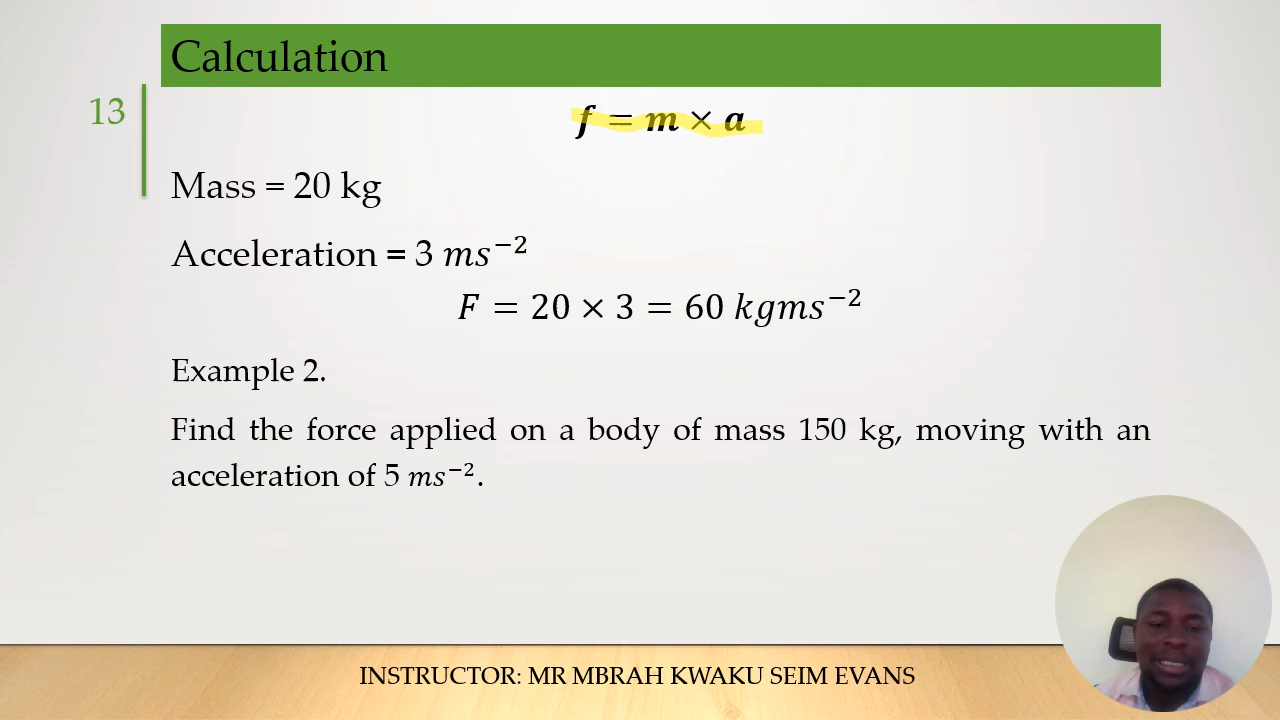 Calculation
13
f = m × a
Mass = 20 kg
Acceleration = 3 ms⁻²
F = 20 × 3 = 60 kgms⁻²
Example 2.
Find the force applied on a body of mass 150 kg, moving with an
acceleration of 5 ms⁻².
INSTRUCTOR: MR MBRAH KWAKU SEIM EVANS